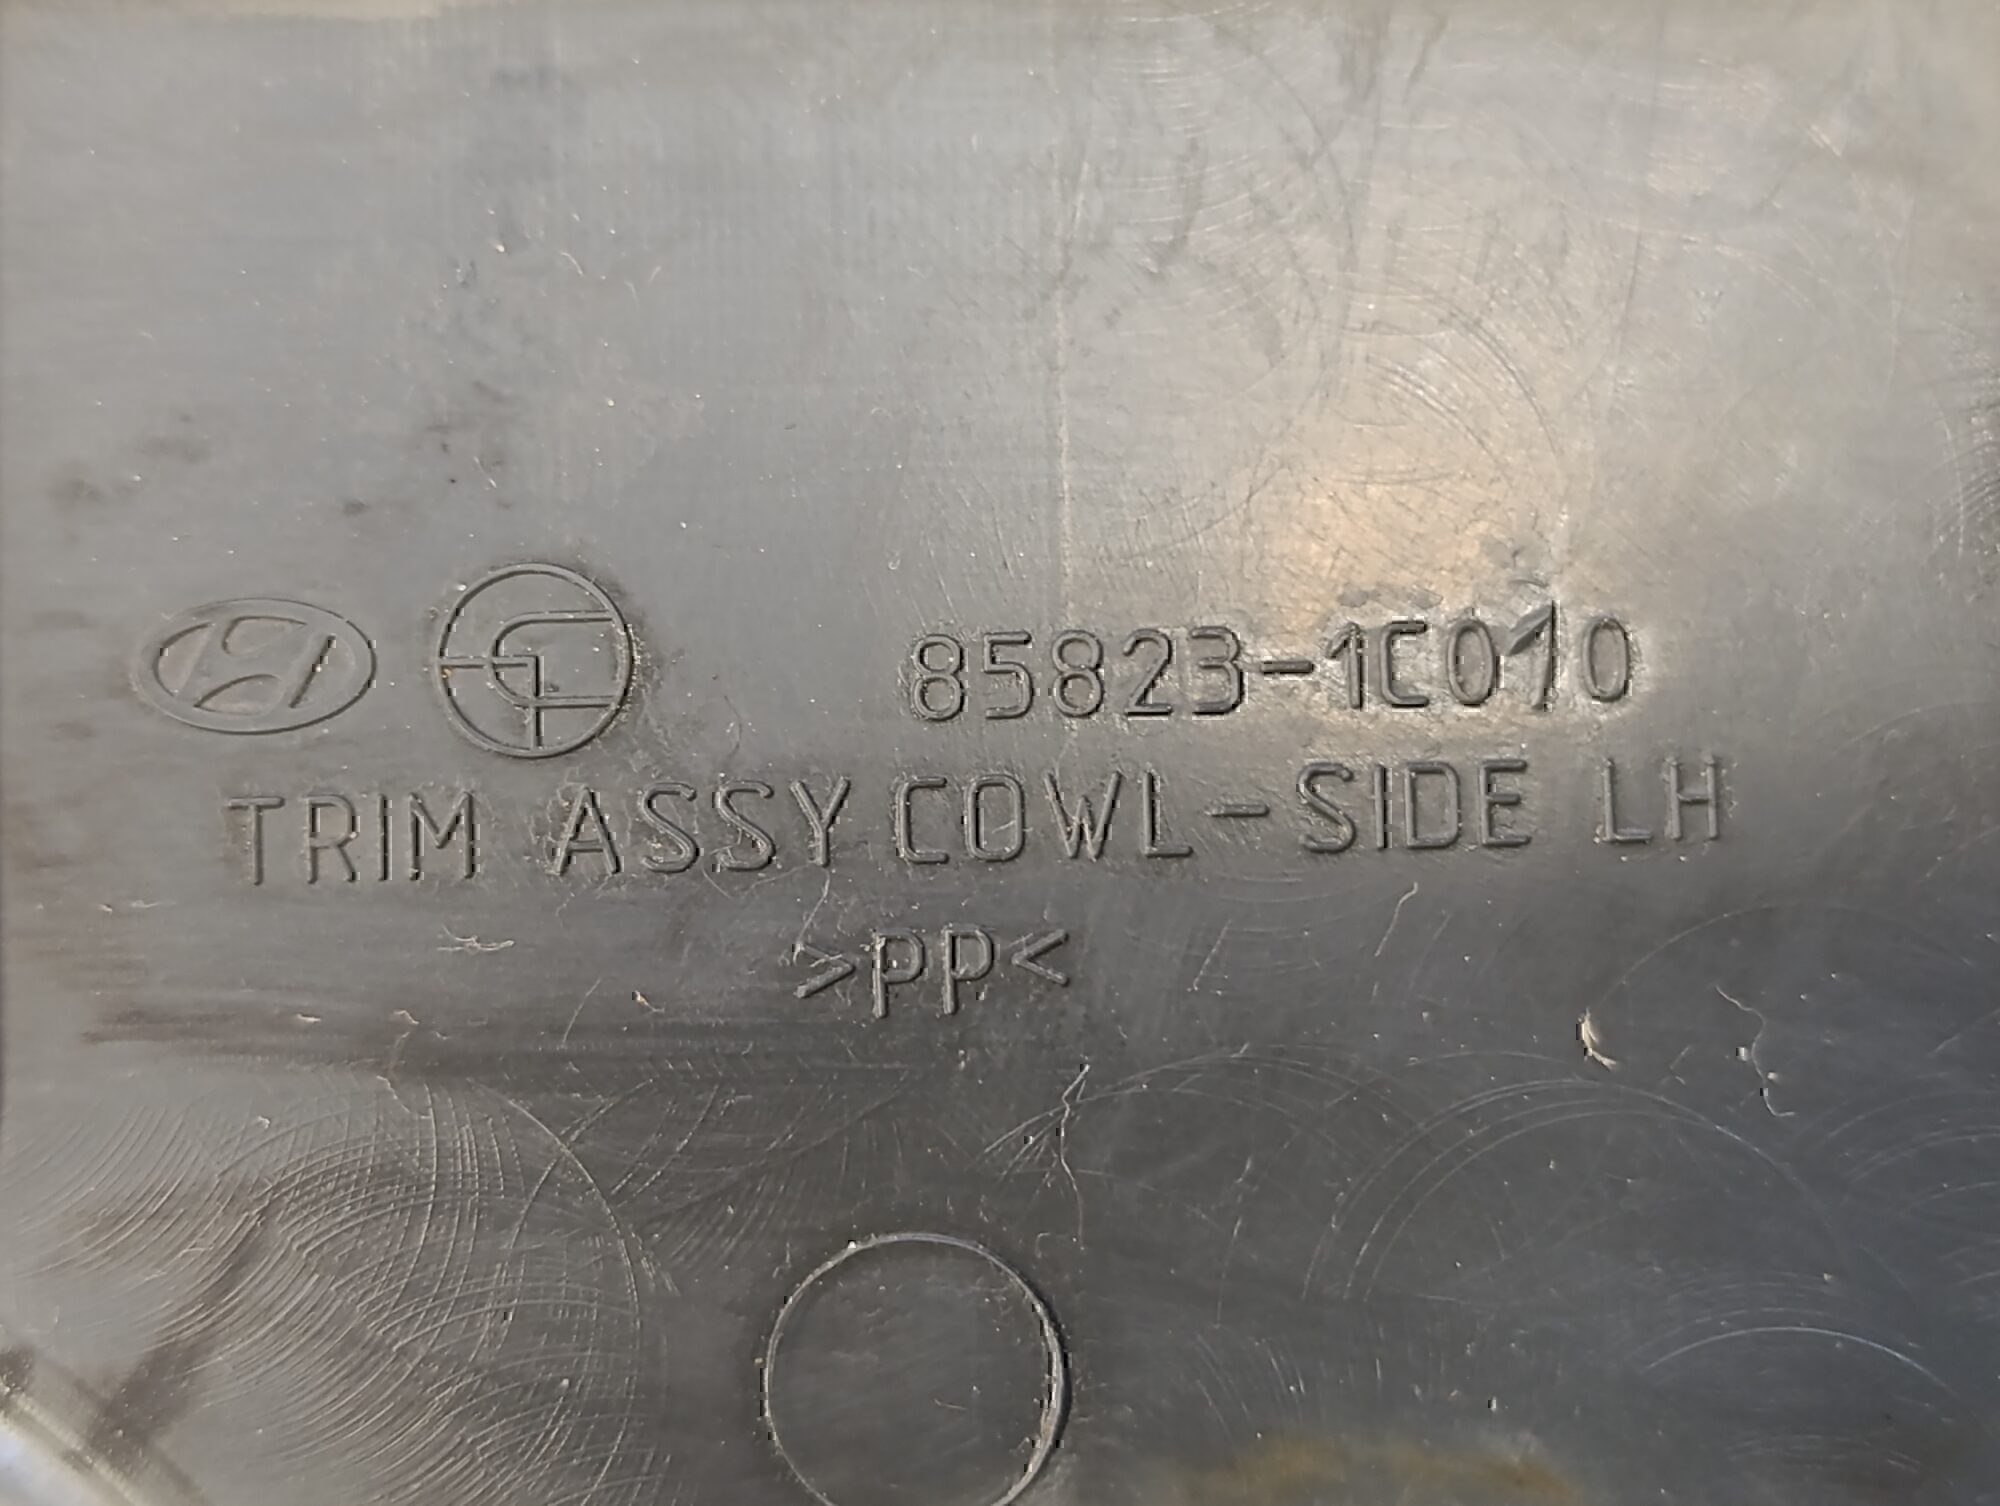 85823-1C010
TRIM ASSY COWL-SIDE LH
>PP<